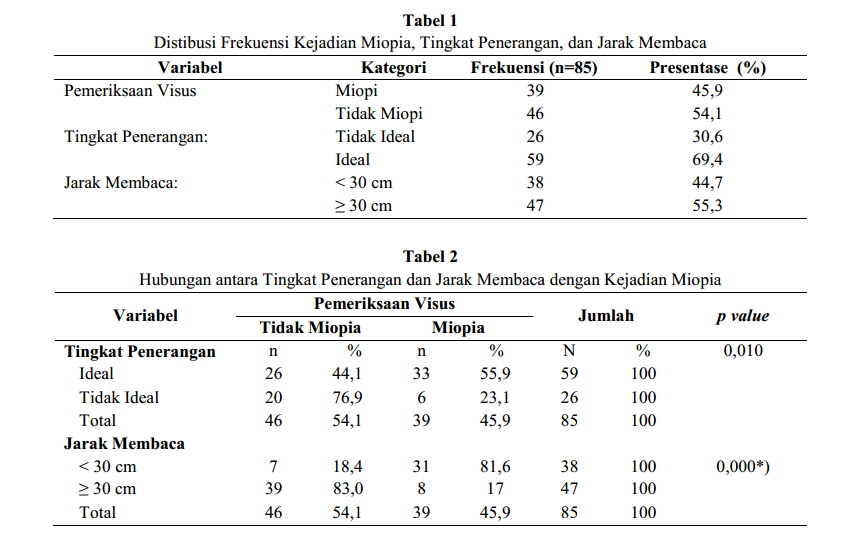 Tabel 1
Distibusi Frekuensi Kejadian Miopia, Tingkat Penerangan, dan Jarak Membaca
Variabel Kategori Frekuensi (n=85) Presentase (%)
Pemeriksaan Visus Miopi 39 45,9
Tidak Miopi 46 54,1
Tingkat Penerangan: Tidak Ideal 26 30,6
Ideal 59 69,4
Jarak Membaca: < 30 cm 38 44,7
≥ 30 cm 47 55,3
Tabel 2
Hubungan antara Tingkat Penerangan dan Jarak Membaca dengan Kejadian Miopia
Variabel Pemeriksaan Visus Jumlah p value
Tidak Miopia Miopia
Tingkat Penerangan n % n % N % 0,010
Ideal 26 44,1 33 55,9 59 100
Tidak Ideal 20 76,9 6 23,1 26 100
Total 46 54,1 39 45,9 85 100
Jarak Membaca
< 30 cm 7 18,4 31 81,6 38 100 0,000*)
≥ 30 cm 39 83,0 8 17 47 100
Total 46 54,1 39 45,9 85 100